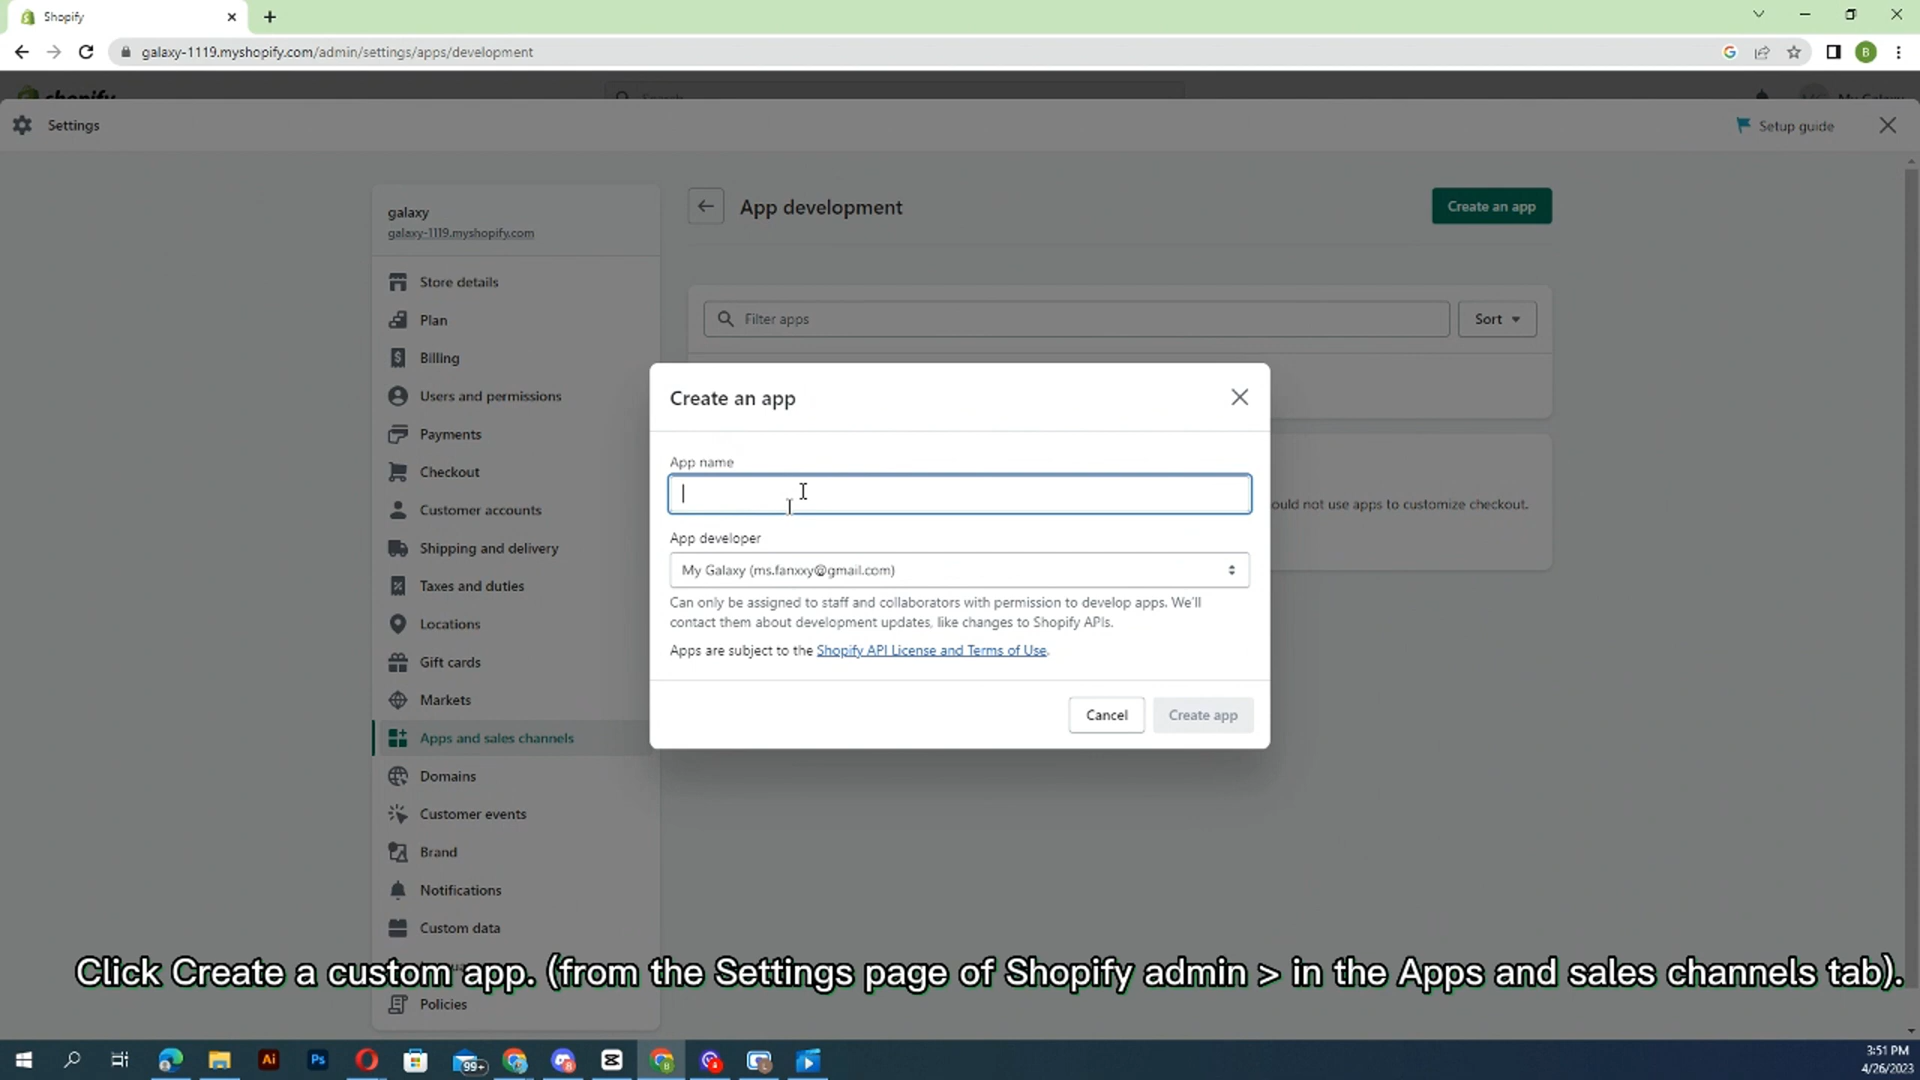 Shopify
galaxy-1119.myshopify.com/admin/settings/apps/development
B
shopify
Search
My Galaxy
Settings
Setup guide
galaxy
galaxy-1119.myshopify.com
Store details
Plan
Billing
Users and permissions
Payments
Checkout
Customer accounts
Shipping and delivery
Taxes and duties
Locations
Gift cards
Markets
Apps and sales channels
Domains
Customer events
Brand
Notifications
Custom data
Policies
App development
Create an app
Filter apps
Sort
ould not use apps to customize checkout.
Create an app
App name
App developer
My Galaxy (ms.fanxxy@gmail.com)
Can only be assigned to staff and collaborators with permission to develop apps. We'll
contact them about development updates, like changes to Shopify APIs.
Apps are subject to the Shopify API License and Terms of Use.
Cancel
Create app
Click Create a custom app. (from the Settings page of Shopify admin > in the Apps and sales channels tab).
Ai
Ps
99+
B
3:51 PM
4/26/2023